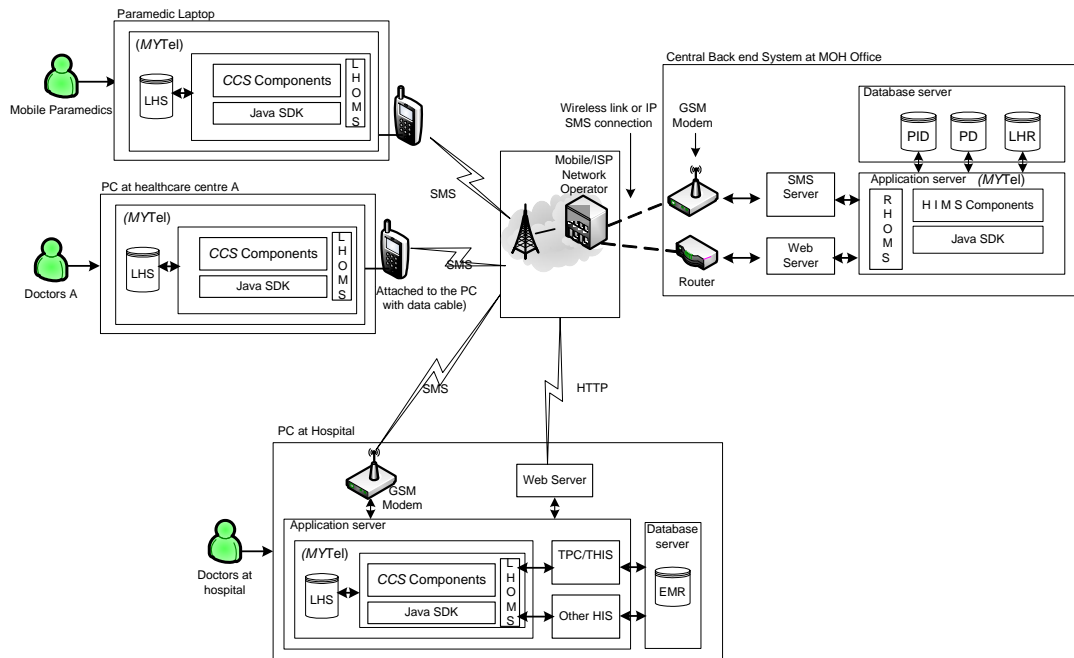 Paramedic Laptop
(MYTel)
LHS
CCS Components
Java SDK
L
H
O
M
S
Mobile Paramedics
SMS
PC at healthcare centre A
(MYTel)
LHS
CCS Components
Java SDK
L
H
O
M
S
Doctors A
SMS
Attached to the PC
with data cable)
Mobile/ISP
Network
Operator
Wireless link or IP
SMS connection
Central Back end System at MOH Office
GSM
Modem
Database server
PID
PD
LHR
SMS
Server
Application server
(MYTel)
R
H
O
M
S
H I M S Components
Java SDK
Web
Server
Router
SMS
HTTP
PC at Hospital
GSM
Modem
Web Server
Doctors at
hospital
Application server
(MYTel)
LHS
CCS Components
Java SDK
L
H
O
M
S
TPC/THIS
Other HIS
Database
server
EMR